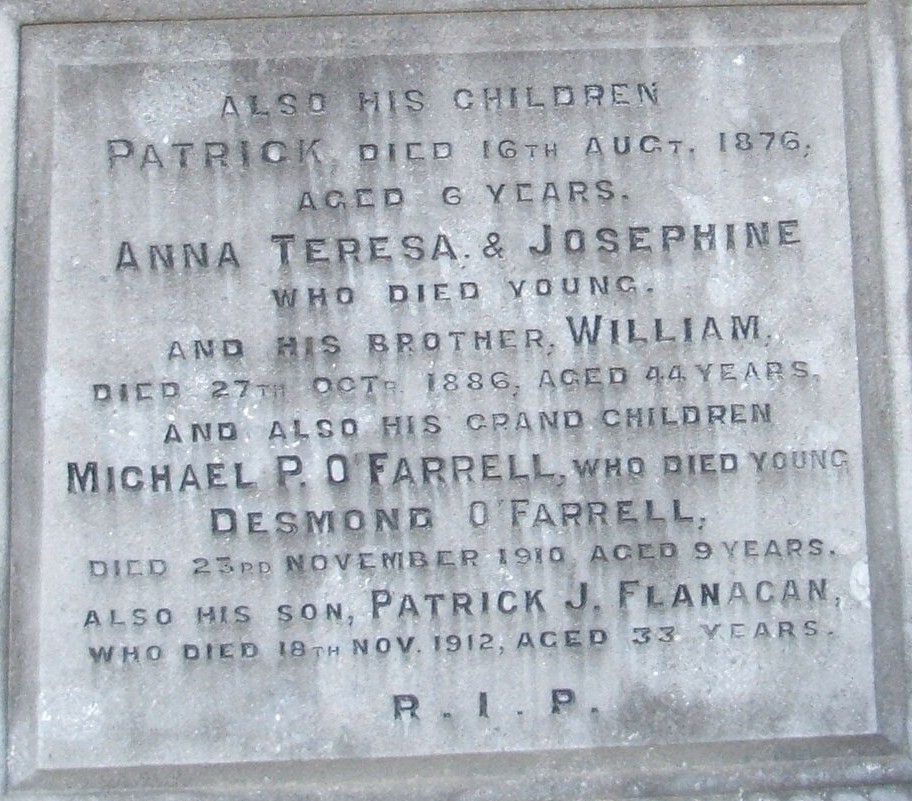 ALSO HIS CHILDREN
PATRICK, DIED 16TH AUGT. 1876,
AGED 6 YEARS.
ANNA TERESA. & JOSEPHINE
WHO DIED YOUNG.
AND HIS BROTHER, WILLIAM,
DIED 27TH OCTR. 1886, AGED 44 YEARS.
AND ALSO HIS GRAND CHILDREN
MICHAEL P. O'FARRELL, WHO DIED YOUNG
DESMOND O'FARRELL,
DIED 23RD NOVEMBER 1910, AGED 9 YEARS.
ALSO HIS SON, PATRICK J. FLANAGAN,
WHO DIED 18TH NOV. 1912, AGED 33 YEARS.
R. I. P.